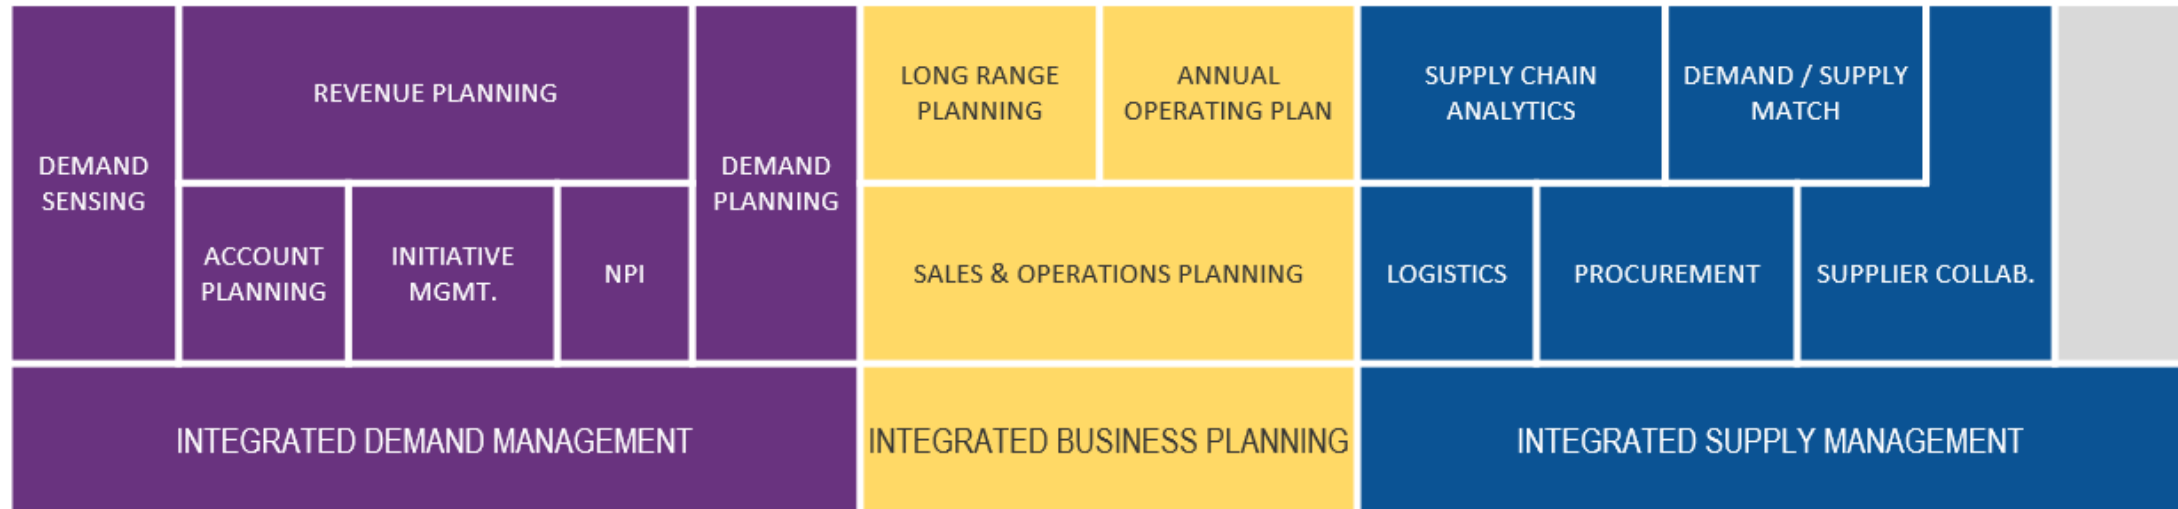 DEMAND
SENSING
REVENUE PLANNING
ACCOUNT
PLANNING
INITIATIVE
MGMT.
NPI
DEMAND
PLANNING
LONG RANGE
PLANNING
ANNUAL
OPERATING PLAN
SALES & OPERATIONS PLANNING
SUPPLY CHAIN
ANALYTICS
DEMAND / SUPPLY
MATCH
LOGISTICS
PROCUREMENT
SUPPLIER COLLAB.
INTEGRATED DEMAND MANAGEMENT
INTEGRATED BUSINESS PLANNING
INTEGRATED SUPPLY MANAGEMENT